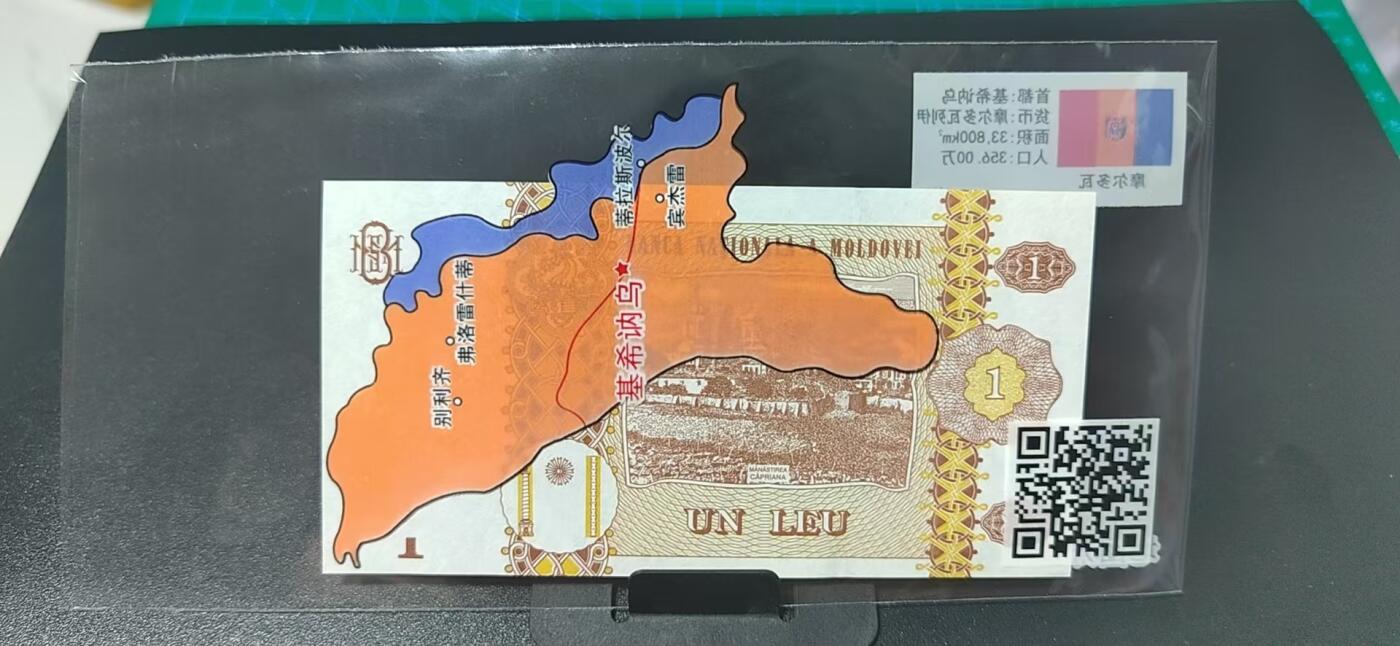 首都:基希讷乌
货币:摩尔多瓦列伊
面积:33,800km²
人口:356.00万
摩尔多瓦
蒂拉斯波尔
宾杰雷
BANCA NAȚIONALĂ A MOLDOVEI
1
弗洛雷什蒂
基希讷乌
别利齐
1
MĂNĂSTIREA
CĂPRIANA
UN LEU
1